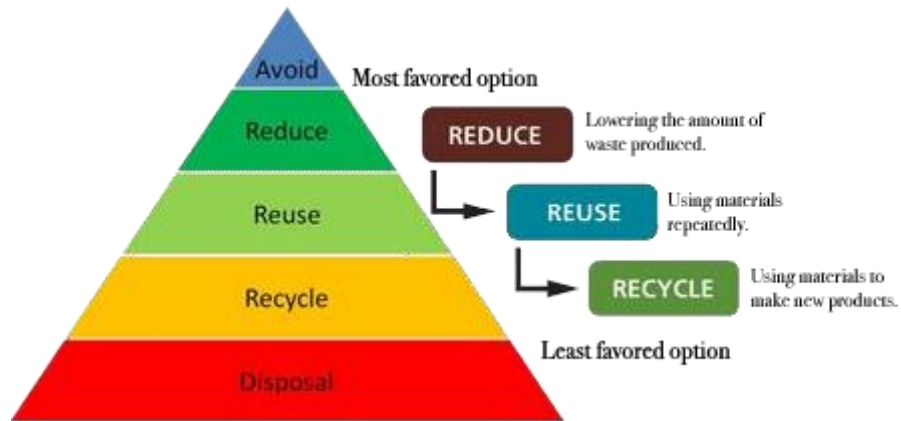 Avoid
Most favored option
Reduce
REDUCE
Lowering the amount of
waste produced.
Reuse
REUSE
Using materials
repeatedly.
Recycle
RECYCLE
Using materials to
make new products.
Least favored option
Disposal